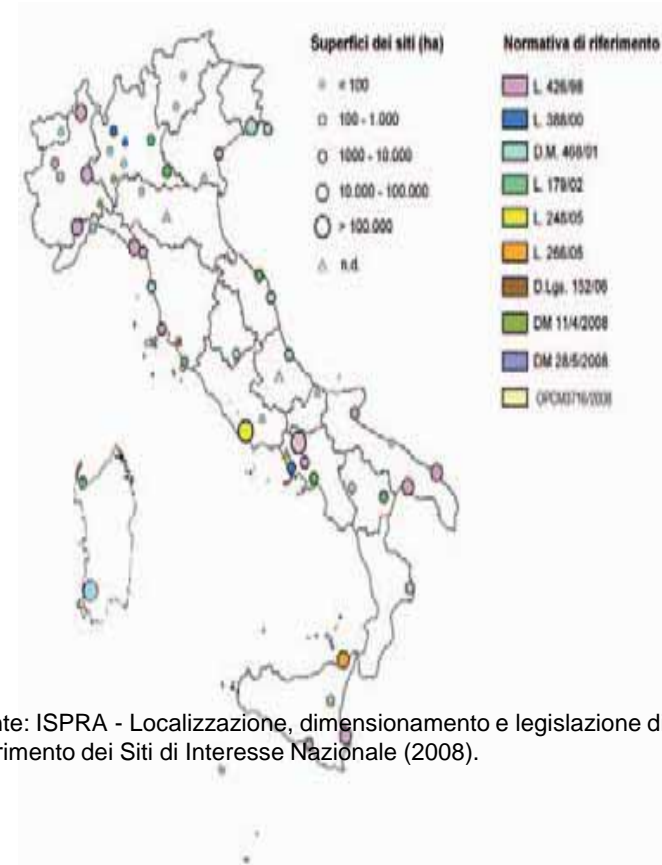 Superfici dei siti (ha)
< 100
100 - 1.000
1000 - 10.000
10.000 - 100.000
> 100.000
n.d.
Normativa di riferimento
L. 426/98
L. 388/00
D.M. 468/01
L. 179/02
L. 248/05
L. 266/05
D.Lgs. 152/06
DM 11/4/2008
DM 28/5/2008
OPCM3716/2008
nte: ISPRA - Localizzazione, dimensionamento e legislazione d
rimento dei Siti di Interesse Nazionale (2008).